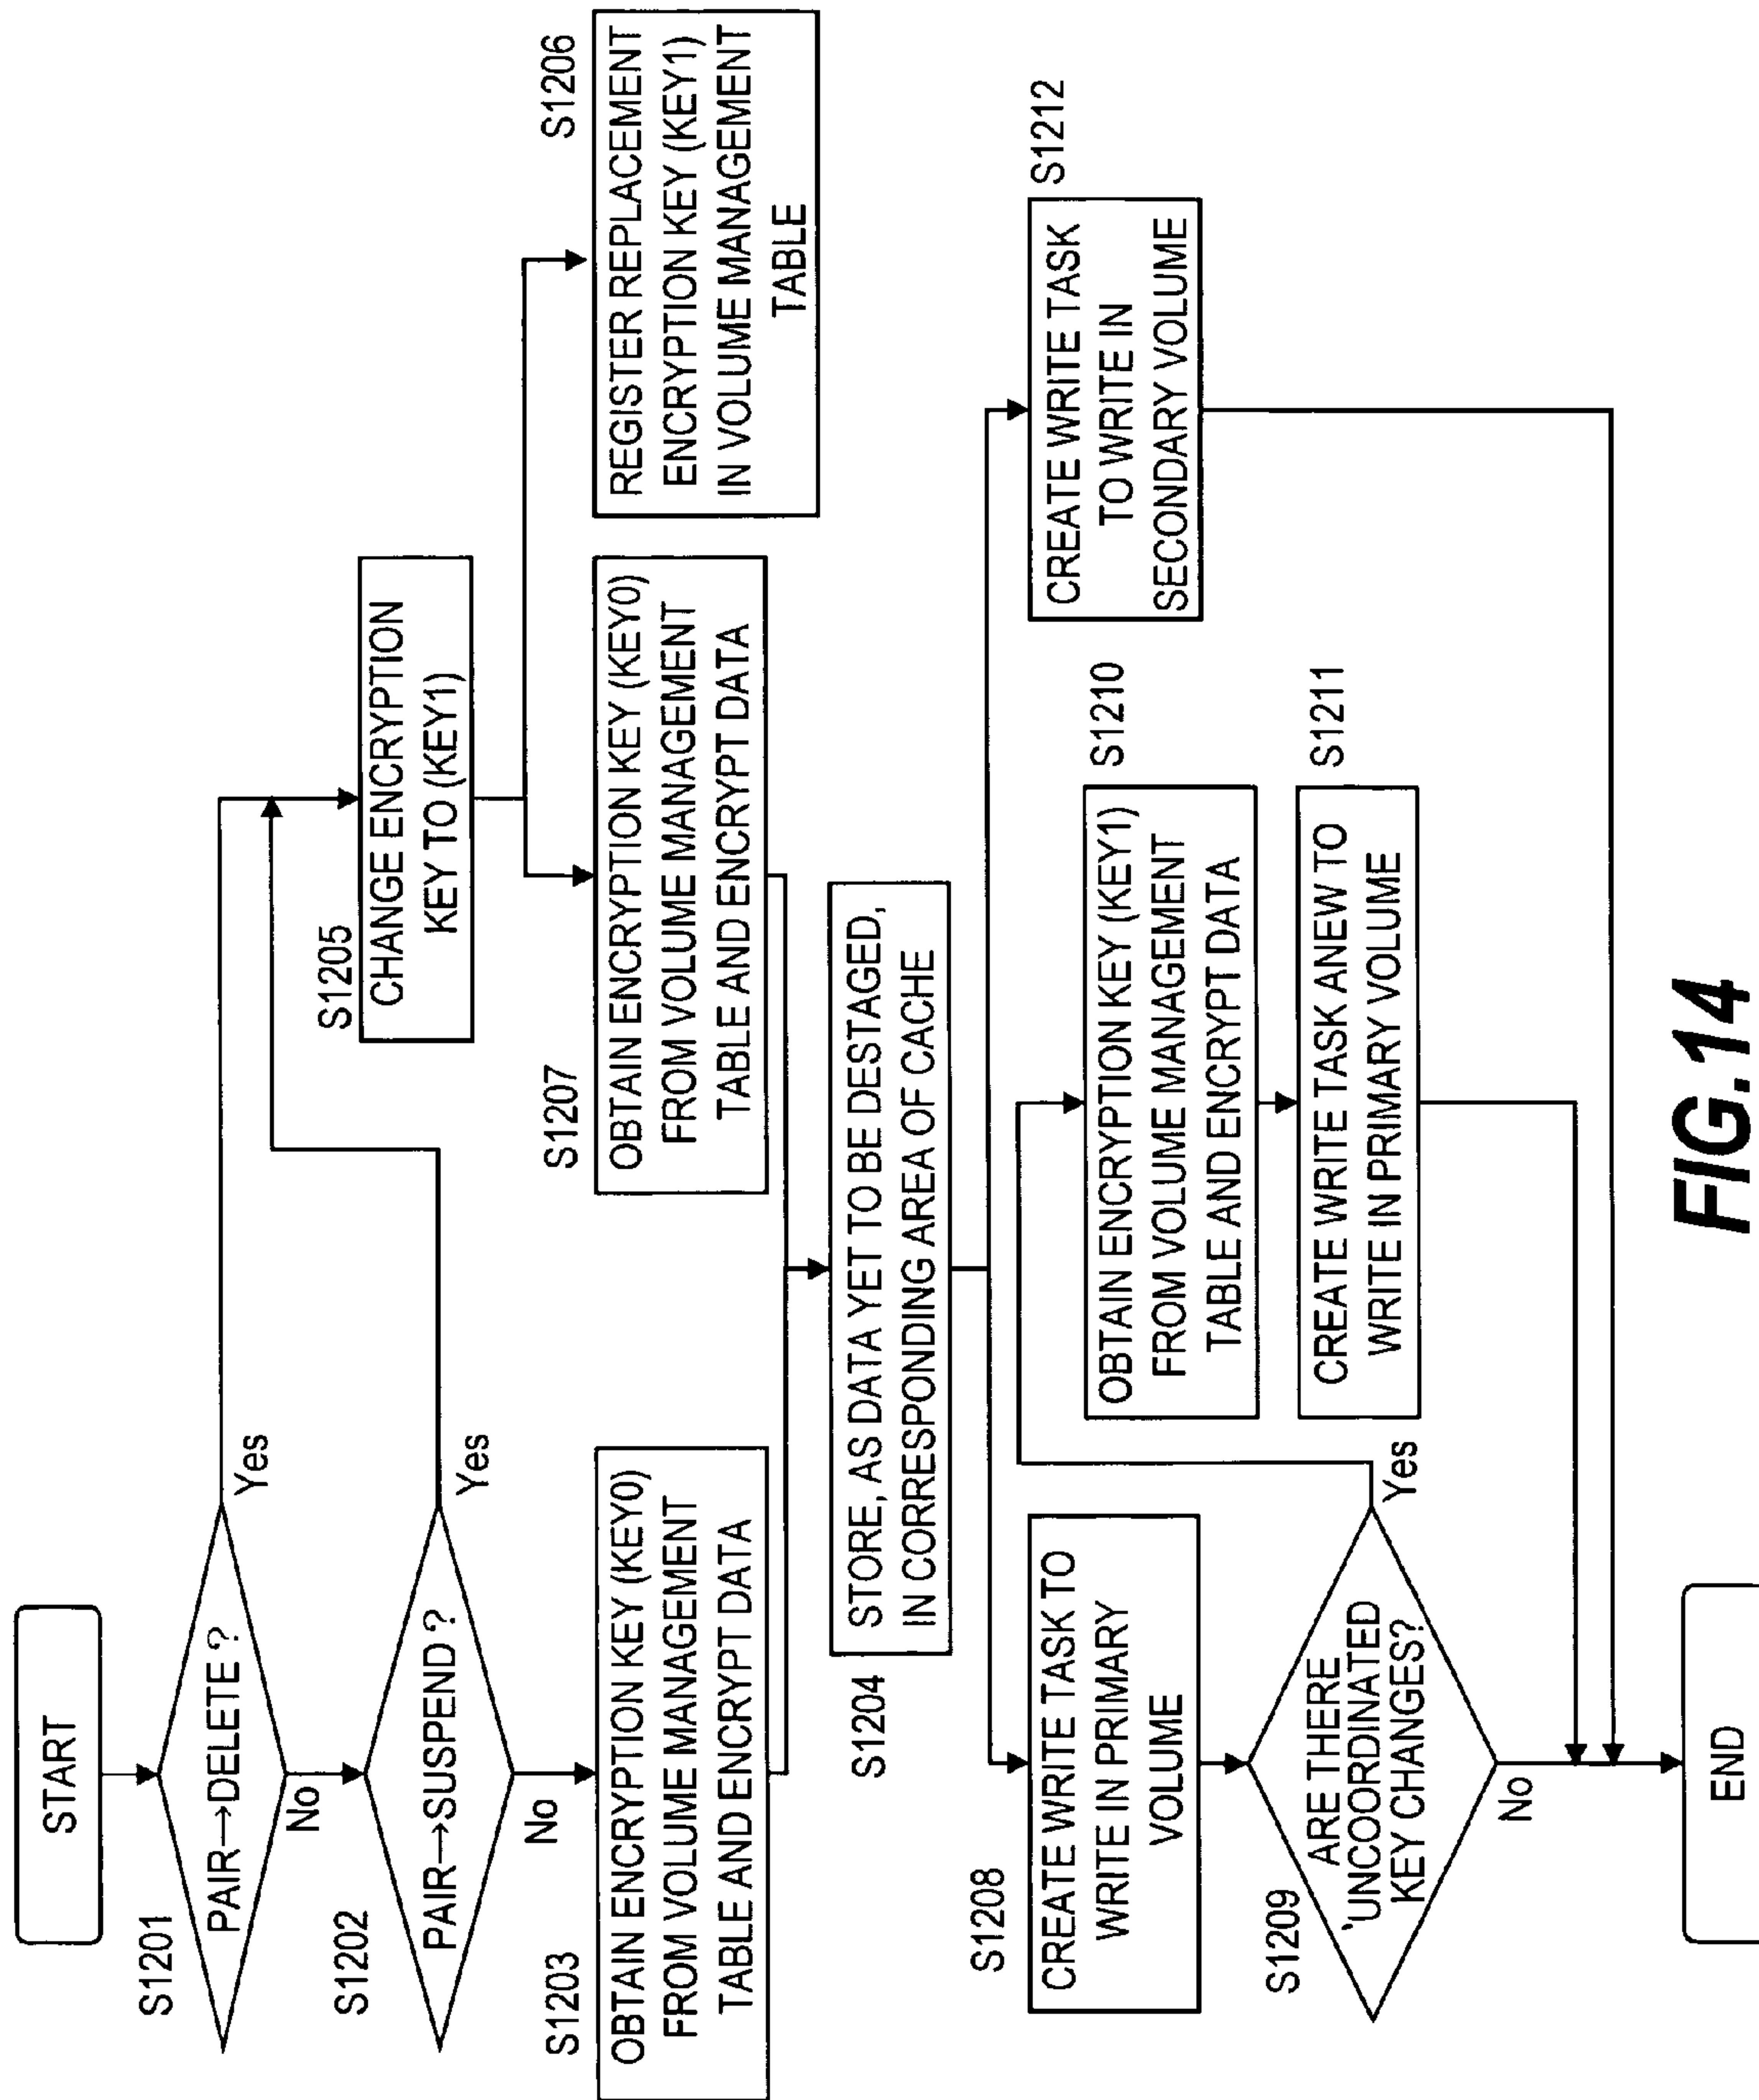 START
S1201
PAIR→DELETE ?
Yes
No
S1202
PAIR→SUSPEND ?
Yes
No
S1205
CHANGE ENCRYPTION
KEY TO (KEY1)
S1203
OBTAIN ENCRYPTION KEY (KEY0)
FROM VOLUME MANAGEMENT
TABLE AND ENCRYPT DATA
S1207
OBTAIN ENCRYPTION KEY (KEY0)
FROM VOLUME MANAGEMENT
TABLE AND ENCRYPT DATA
S1206
REGISTER REPLACEMENT
ENCRYPTION KEY (KEY1)
IN VOLUME MANAGEMENT
TABLE
S1204
STORE, AS DATA YET TO BE DESTAGED,
IN CORRESPONDING AREA OF CACHE
S1208
CREATE WRITE TASK TO
WRITE IN PRIMARY
VOLUME
S1209
ARE THERE
'UNCOORDINATED
KEY CHANGES?
Yes
No
S1210
OBTAIN ENCRYPTION KEY (KEY1)
FROM VOLUME MANAGEMENT
TABLE AND ENCRYPT DATA
S1211
CREATE WRITE TASK ANEW TO
WRITE IN PRIMARY VOLUME
S1212
CREATE WRITE TASK
TO WRITE IN
SECONDARY VOLUME
END
FIG.14